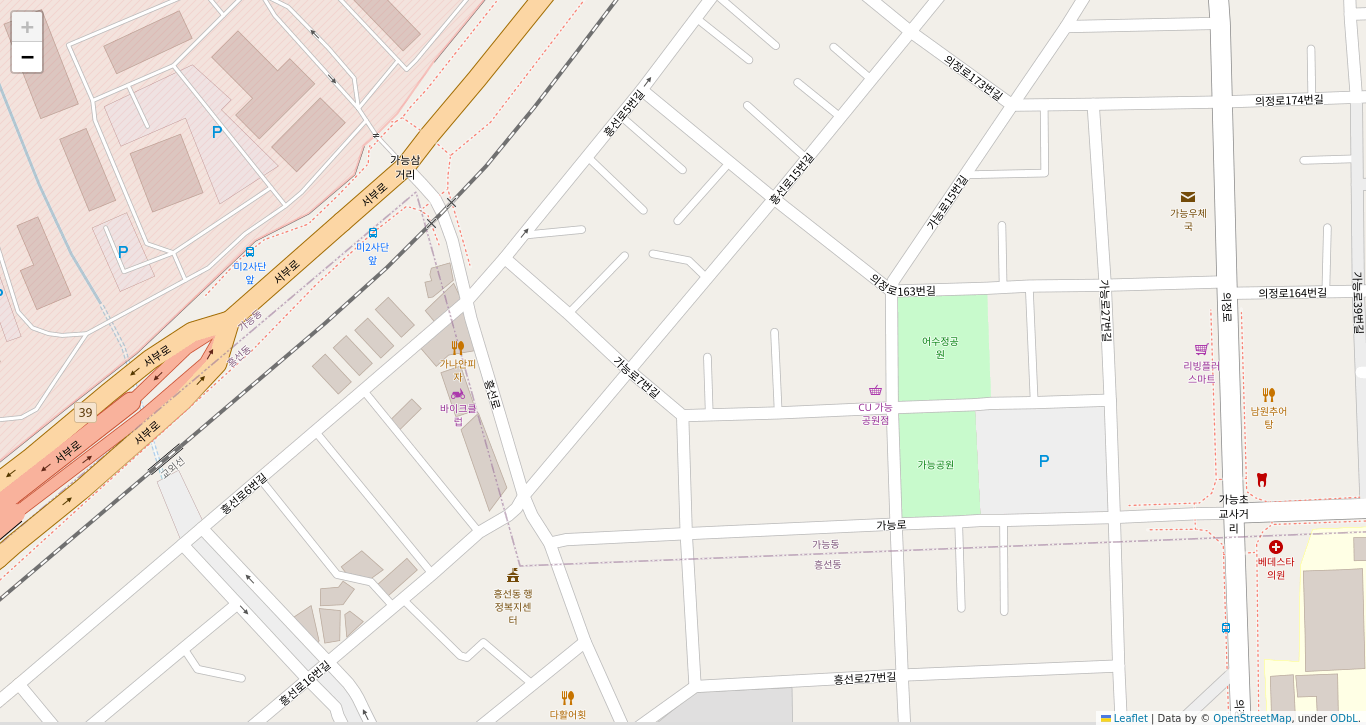 +
−
의정로173번길
의정로174번길
흥선로5번길
P
가능삼
거리
흥선로15번길
서부로
가능로15번길
가능우체
국
미2사단
앞
P
미2사단
앞
서부로
의정로163번길
의정로164번길
가능로27번길
의정로
가능로39번길
가능동
흥선동
서부로
어수정공
원
가나안피
자
리빙플러
스마트
가능로7번길
흥선로
바이크클
럽
CU 가능
공원점
남원추어
탕
39
서부로
서부로
교외선
가능공원
P
흥선로6번길
가능초
교사거
리
가능로
가능동
흥선동
베데스타
의원
흥선동 행
정복지센
터
흥선로16번길
흥선로27번길
다할어횟
Leaflet | Data by © OpenStreetMap, under ODbL.